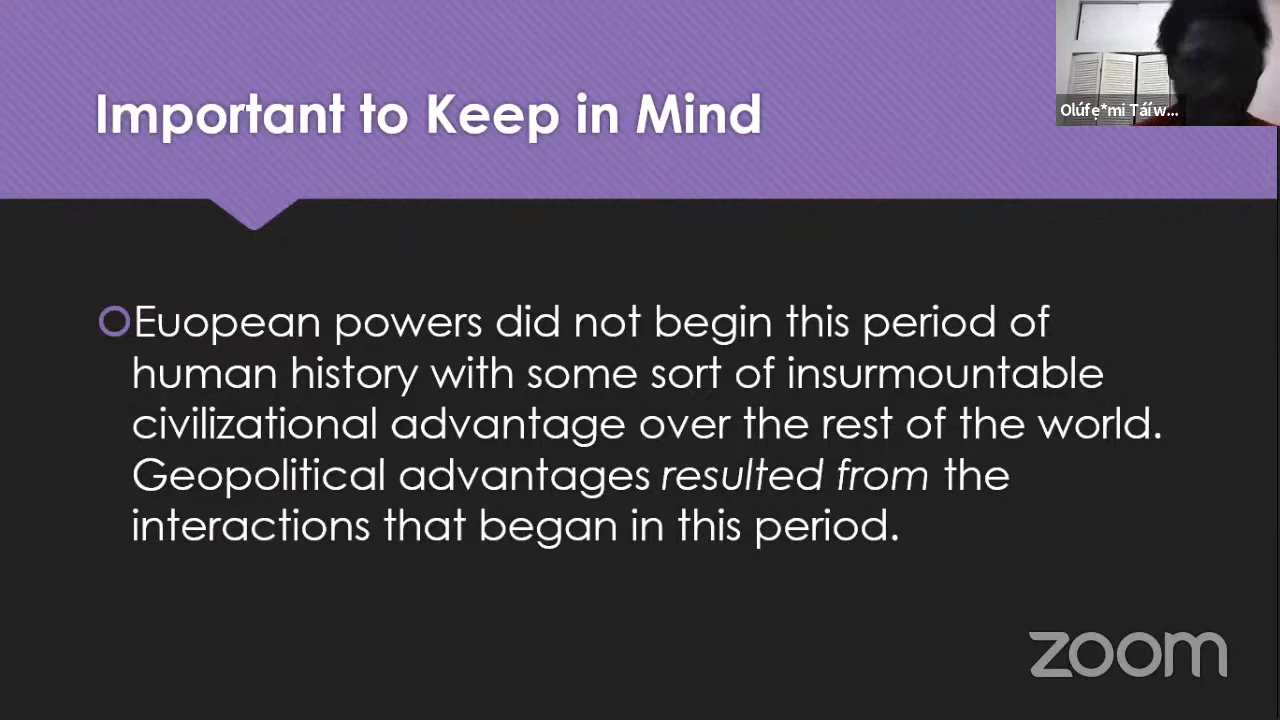 Important to Keep in Mind
Olúfẹ*mi Táíw...
Euopean powers did not begin this period of
human history with some sort of insurmountable
civilizational advantage over the rest of the world.
Geopolitical advantages resulted from the
interactions that began in this period.
zoom